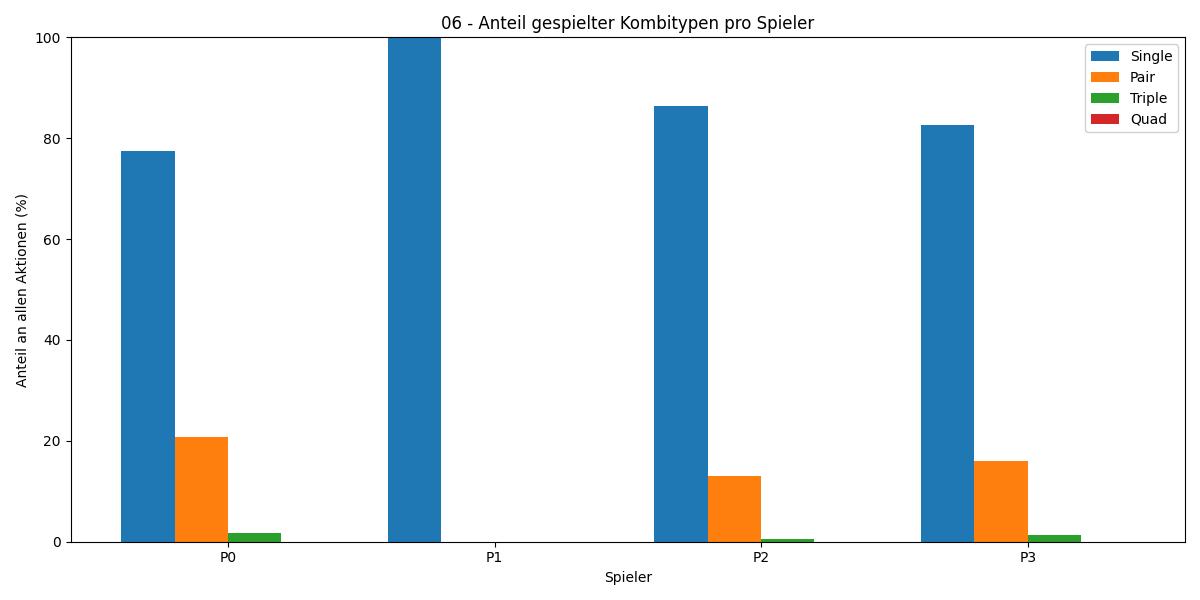 06 - Anteil gespielter Kombitypen pro Spieler
Anteil an allen Aktionen (%)
100
80
60
40
20
0
Single
Pair
Triple
Quad
P0
P1
P2
P3
Spieler